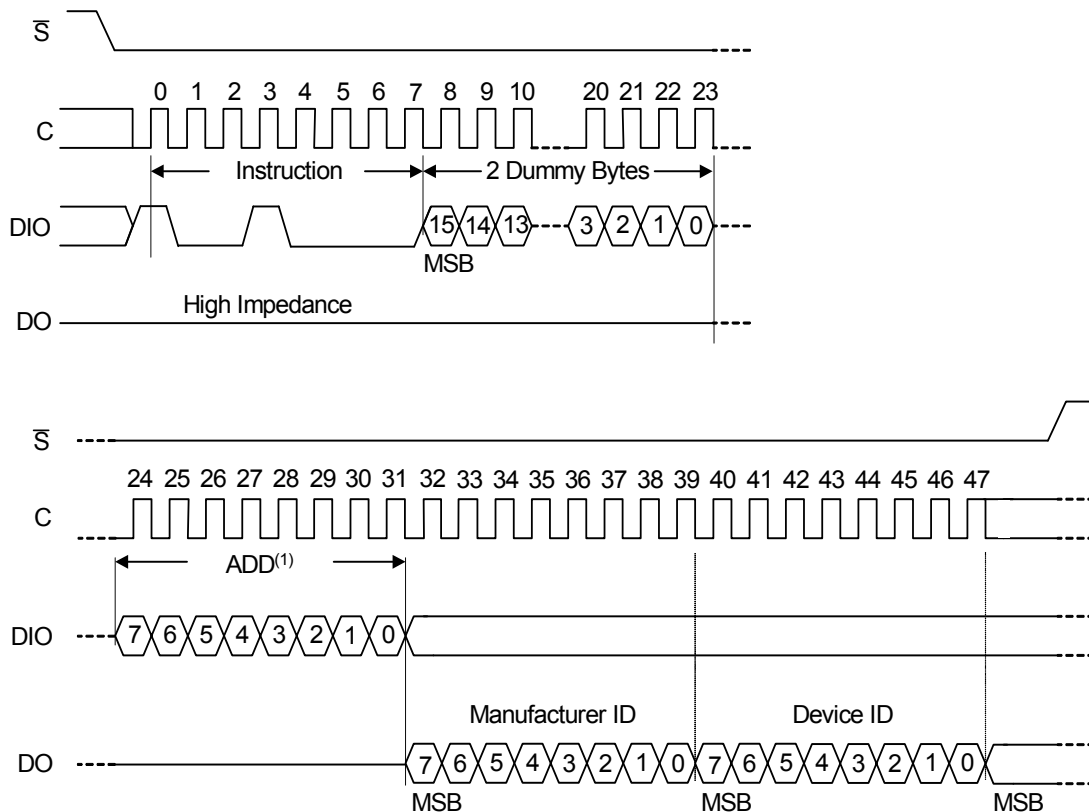 S̅
0 1 2 3 4 5 6 7 8 9 10 20 21 22 23
C
Instruction 2 Dummy Bytes
DIO 15 14 13 3 2 1 0
MSB
High Impedance
DO
S̅
24 25 26 27 28 29 30 31 32 33 34 35 36 37 38 39 40 41 42 43 44 45 46 47
C
ADD(1)
DIO 7 6 5 4 3 2 1 0
Manufacturer ID Device ID
DO 7 6 5 4 3 2 1 0 7 6 5 4 3 2 1 0
MSB MSB MSB